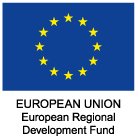 EUROPEAN UNION
European Regional
Development Fund